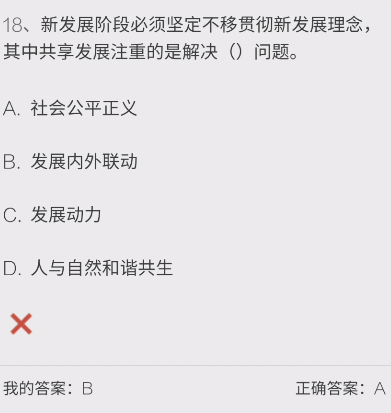 18、新发展阶段必须坚定不移贯彻新发展理念，
其中共享发展注重的是解决（）问题。
A. 社会公平正义
B. 发展内外联动
C. 发展动力
D. 人与自然和谐共生
我的答案：B 正确答案：A